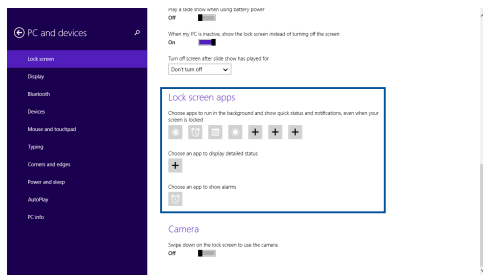 PC and devices
Lock screen
Display
Bluetooth
Devices
Mouse and touchpad
Typing
Corners and edges
Power and sleep
AutoPlay
PC info
Play a slide show when using battery power
Off
When my PC is inactive, show the lock screen instead of turning off the screen
On
Turn off screen after slide show has played for
Don't turn off
Lock screen apps
Choose apps to run in the background and show quick status and notifications, even when your
screen is locked
Choose an app to display detailed status
Choose an app to show alarms
Camera
Swipe down on the lock screen to use the camera
Off